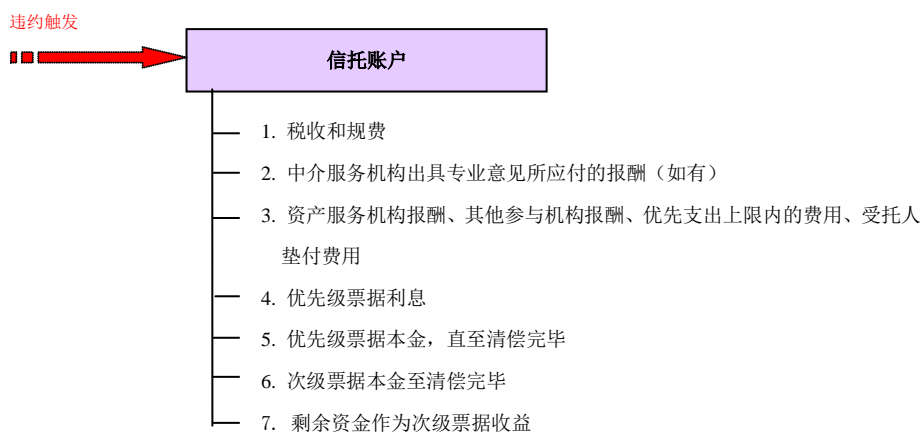 违约触发
信托账户
1. 税收和规费
2. 中介服务机构出具专业意见所应付的报酬（如有）
3. 资产服务机构报酬、其他参与机构报酬、优先支出上限内的费用、受托人
垫付费用
4. 优先级票据利息
5. 优先级票据本金，直至清偿完毕
6. 次级票据本金至清偿完毕
7. 剩余资金作为次级票据收益